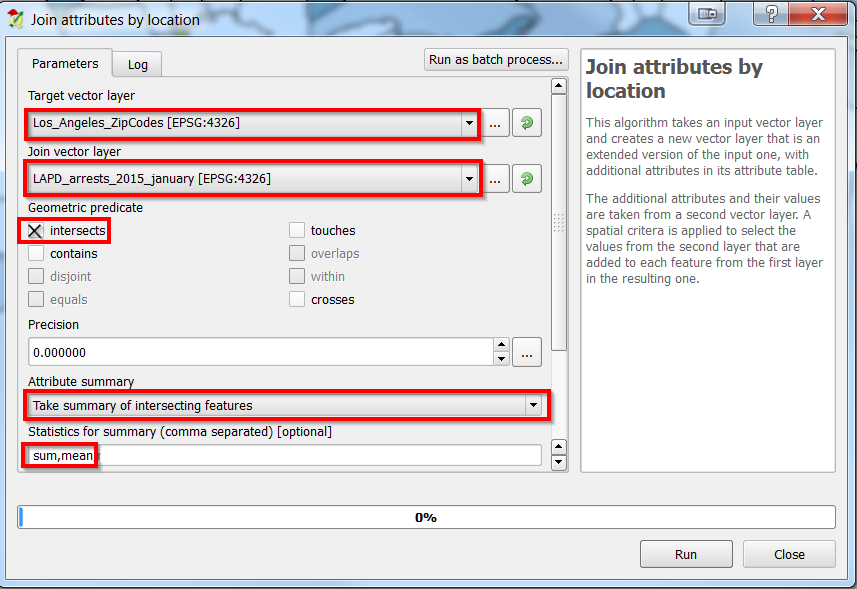 Join attributes by location
Parameters
Log
Run as batch process...
Target vector layer
Los_Angeles_ZipCodes [EPSG:4326]
...
Join vector layer
LAPD_arrests_2015_january [EPSG:4326]
...
Geometric predicate
intersects
touches
contains
overlaps
disjoint
within
equals
crosses
Precision
0.000000
...
Attribute summary
Take summary of intersecting features
Statistics for summary (comma separated) [optional]
sum,mean
Join attributes by
location
This algorithm takes an input vector layer
and creates a new vector layer that is an
extended version of the input one, with
additional attributes in its attribute table.
The additional attributes and their values
are taken from a second vector layer. A
spatial critera is applied to select the
values from the second layer that are
added to each feature from the first layer
in the resulting one.
0%
Run
Close